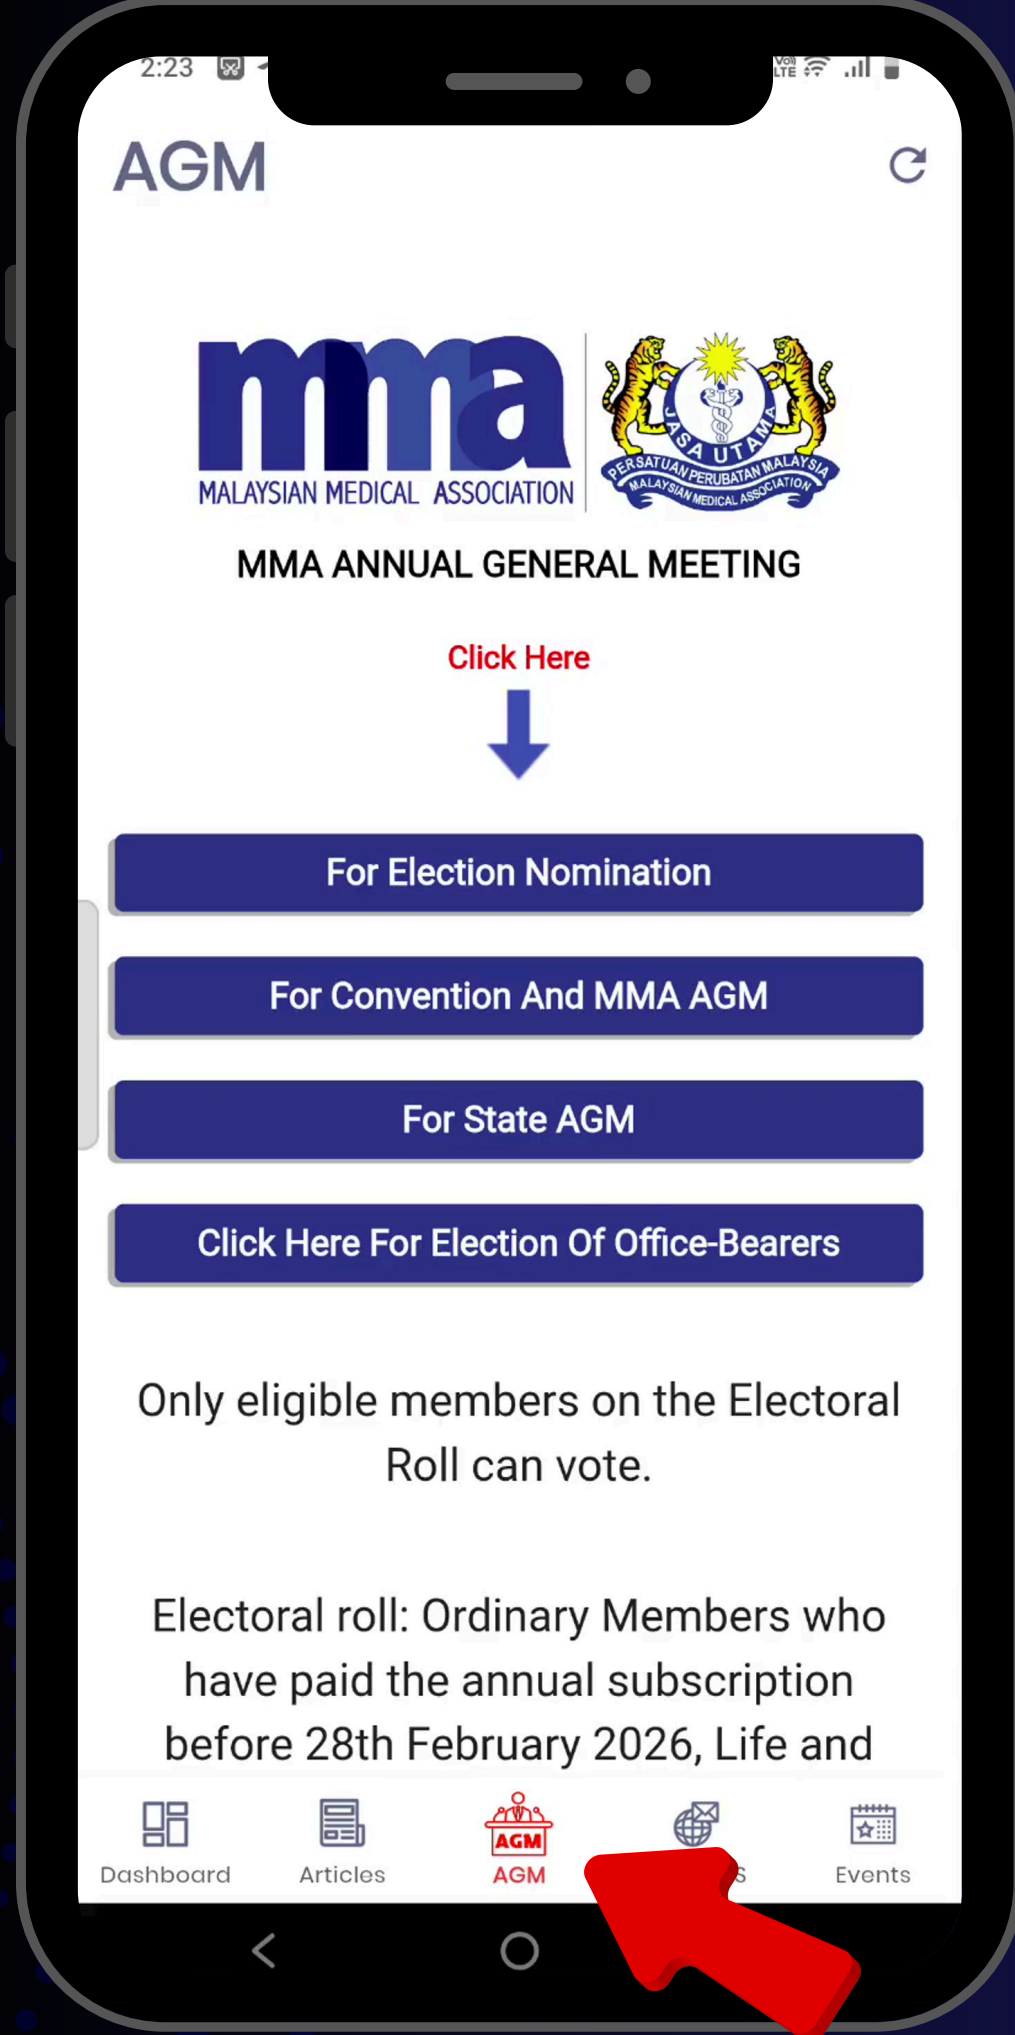 2:23
Vo))
LTE
AGM
mma
MALAYSIAN MEDICAL ASSOCIATION
JASA UTAMA
PERSATUAN PERUBATAN MALAYSIA
MALAYSIAN MEDICAL ASSOCIATION
MMA ANNUAL GENERAL MEETING
Click Here
For Election Nomination
For Convention And MMA AGM
For State AGM
Click Here For Election Of Office-Bearers
Only eligible members on the Electoral
Roll can vote.
Electoral roll: Ordinary Members who
have paid the annual subscription
before 28th February 2026, Life and
AGM
Dashboard
Articles
AGM
Events